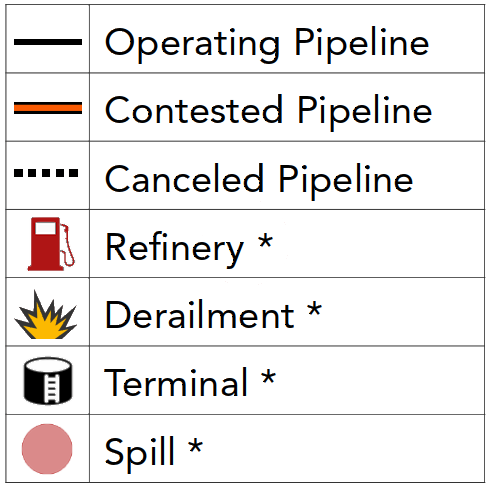 Operating Pipeline
Contested Pipeline
Canceled Pipeline
Refinery *
Derailment *
Terminal *
Spill *